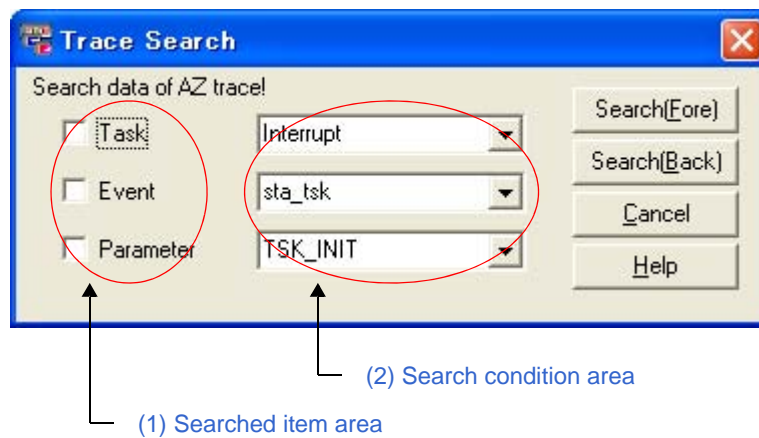 Trace Search
Search data of AZ trace!
Task
Interrupt
Search(Fore)
Event
sta_tsk
Search(Back)
Parameter
TSK_INIT
Cancel
Help
(2) Search condition area
(1) Searched item area